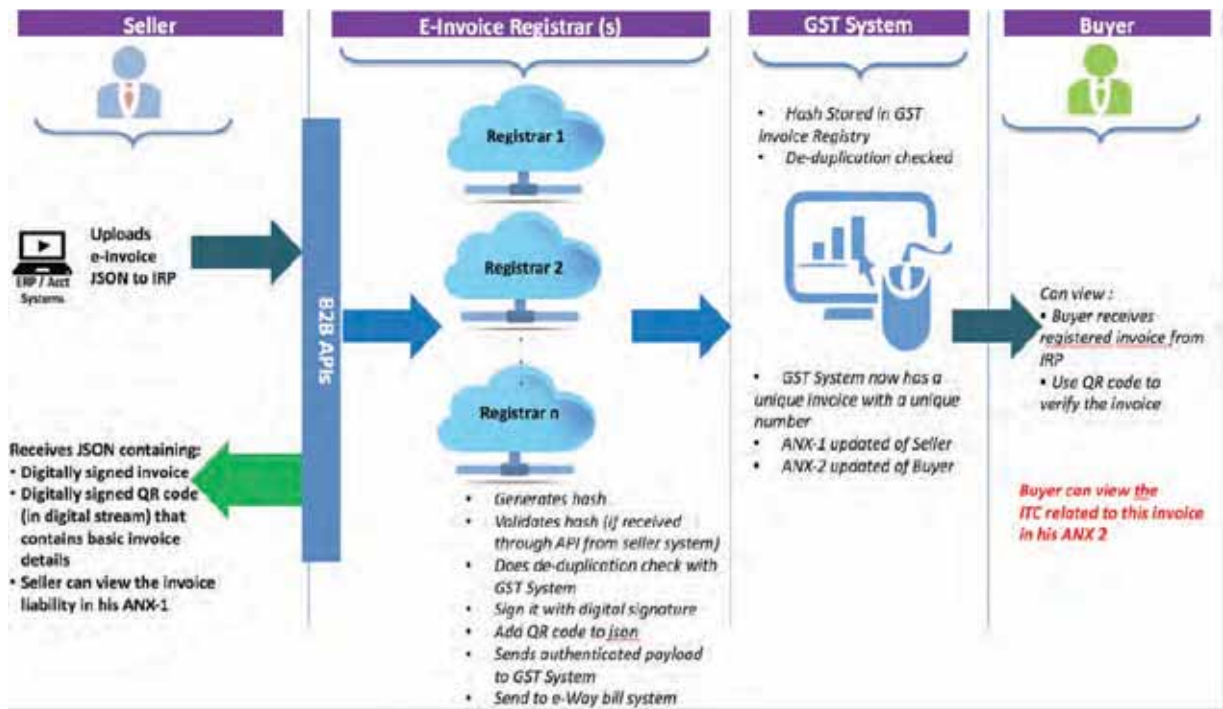 Seller
E-Invoice Registrar (s)
GST System
Buyer
Uploads
e-invoice
JSON to IRP
ERP / Acct
Systems
Receives JSON containing:
• Digitally signed invoice
• Digitally signed QR code
(in digital stream) that
contains basic invoice
details
• Seller can view the invoice
liability in his ANX-1
B2B APIs
Registrar 1
Registrar 2
Registrar n
• Generates hash
• Validates hash (if received
through API from seller system)
• Does de-duplication check with
GST System
• Sign it with digital signature
• Add QR code to json
• Sends authenticated payload
to GST System
• Send to e-Way bill system
• Hash Stored in GST
Invoice Registry
• De-duplication checked
• GST System now has a
unique invoice with a unique
number
• ANX-1 updated of Seller
• ANX-2 updated of Buyer
Can view :
• Buyer receives
registered invoice from
IRP
• Use QR code to
verify the invoice
Buyer can view the
ITC related to this invoice
in his ANX 2